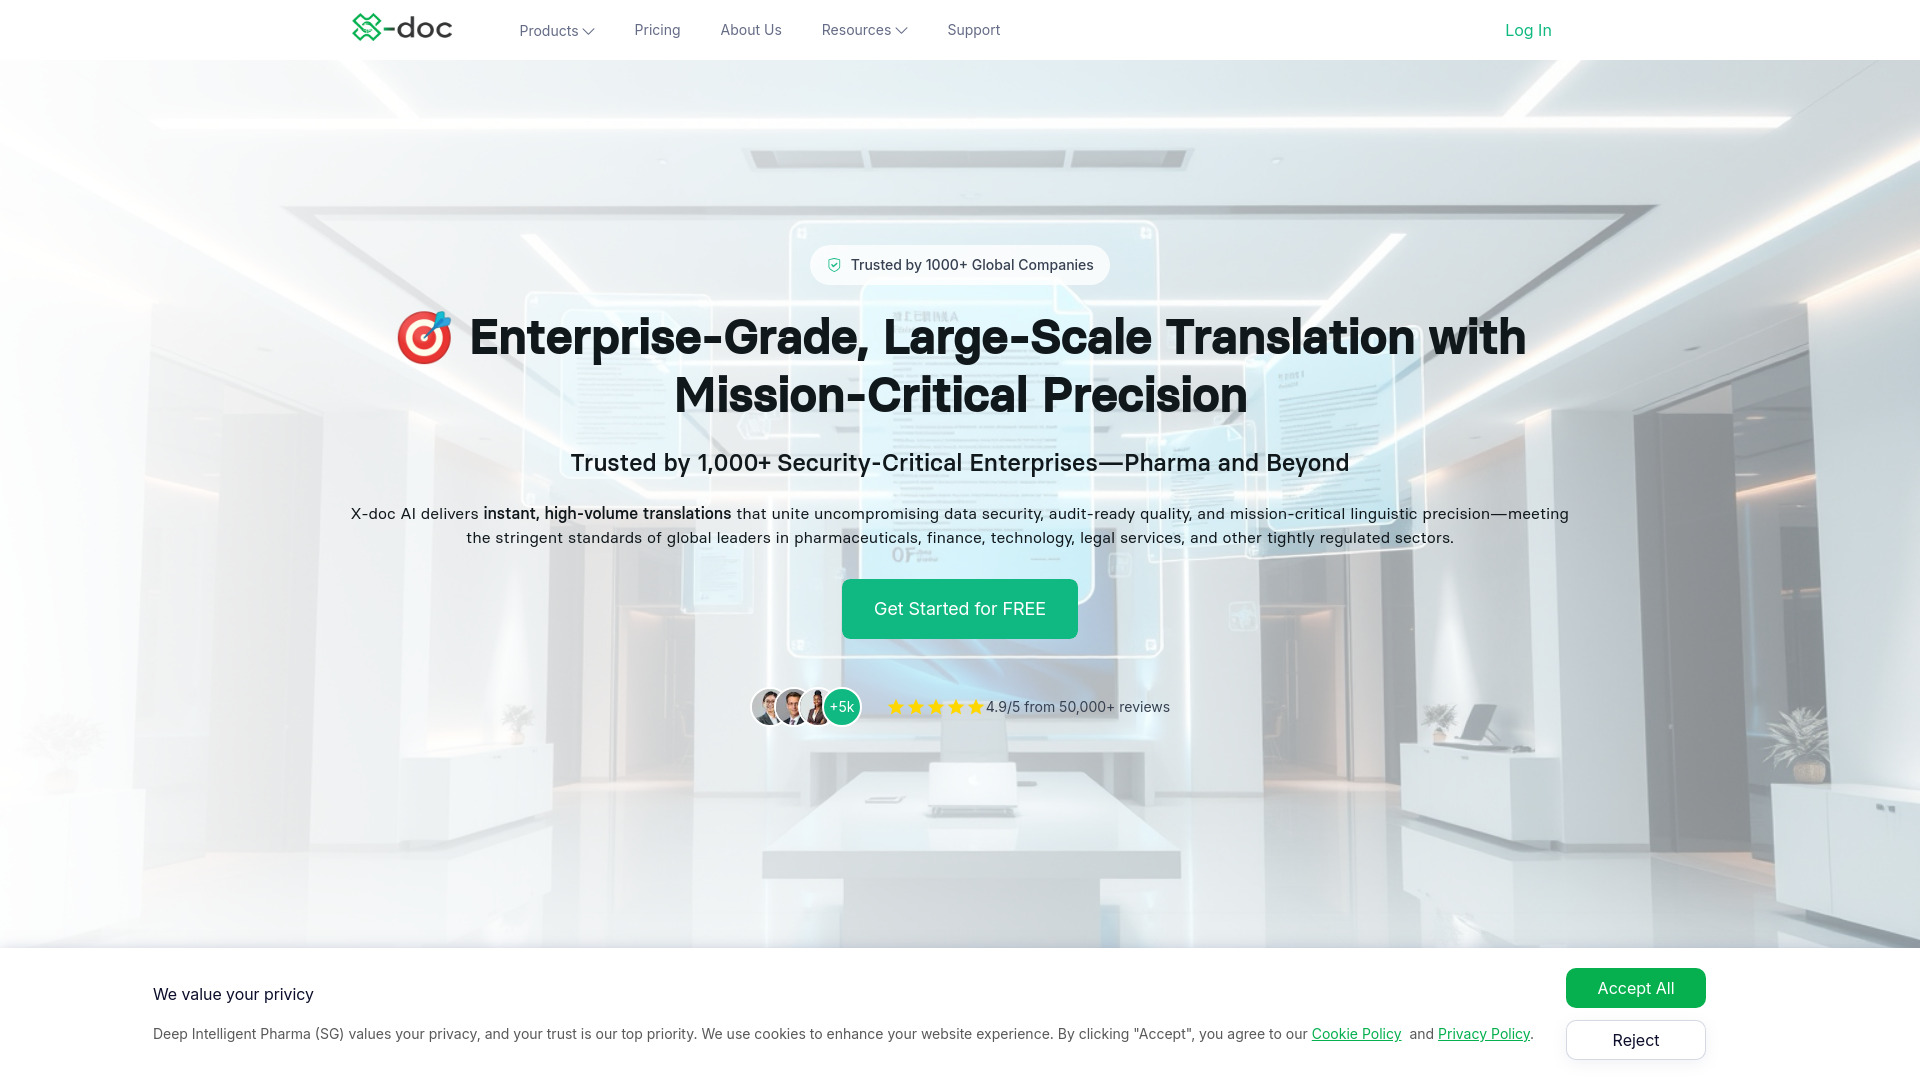 -doc
Products
Pricing
About Us
Resources
Support
Log In
Trusted by 1000+ Global Companies
🎯 Enterprise-Grade, Large-Scale Translation with
Mission-Critical Precision
Trusted by 1,000+ Security-Critical Enterprises—Pharma and Beyond
X-doc AI delivers instant, high-volume translations that unite uncompromising data security, audit-ready quality, and mission-critical linguistic precision—meeting
the stringent standards of global leaders in pharmaceuticals, finance, technology, legal services, and other tightly regulated sectors.
Get Started for FREE
+5k
4.9/5 from 50,000+ reviews
We value your privicy
Deep Intelligent Pharma (SG) values your privacy, and your trust is our top priority. We use cookies to enhance your website experience. By clicking "Accept", you agree to our Cookie Policy and Privacy Policy.
Accept All
Reject